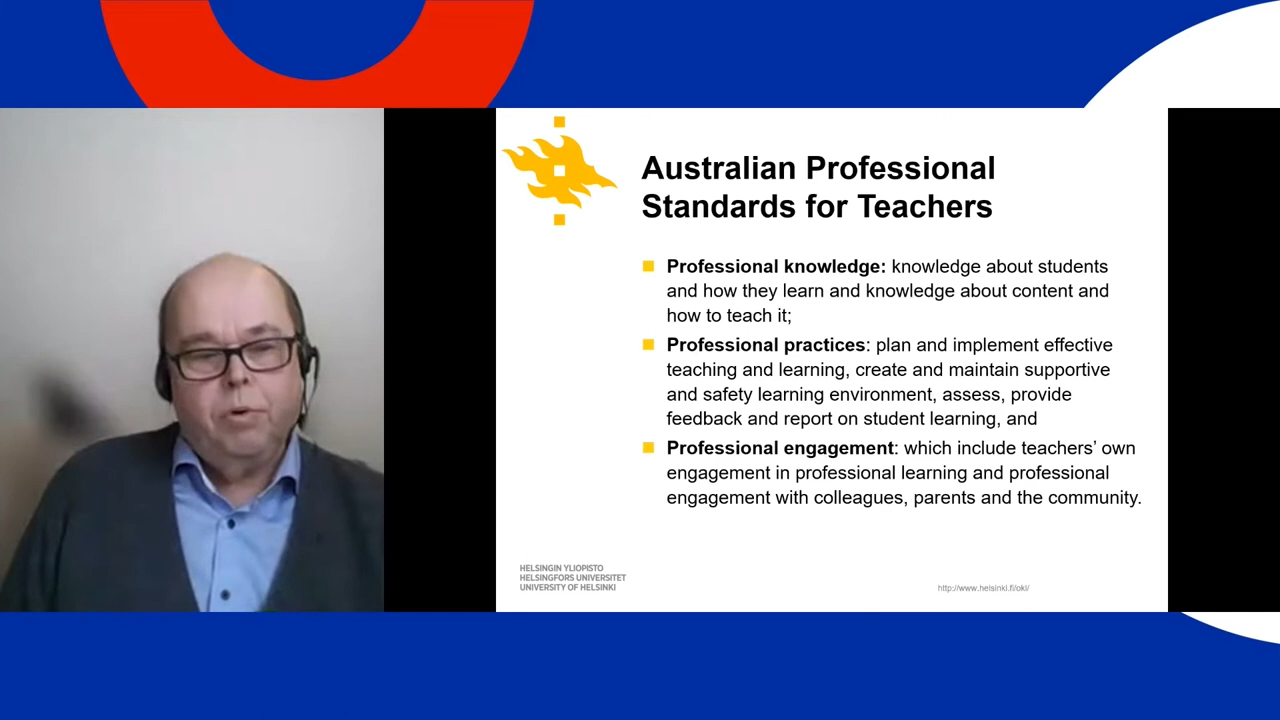 Australian Professional
Standards for Teachers
Professional knowledge: knowledge about students
and how they learn and knowledge about content and
how to teach it;
Professional practices: plan and implement effective
teaching and learning, create and maintain supportive
and safety learning environment, assess, provide
feedback and report on student learning, and
Professional engagement: which include teachers’ own
engagement in professional learning and professional
engagement with colleagues, parents and the community.
HELSINGIN YLIOPISTO
HELSINGFORS UNIVERSITET
UNIVERSITY OF HELSINKI
http://www.helsinki.fi/okl/